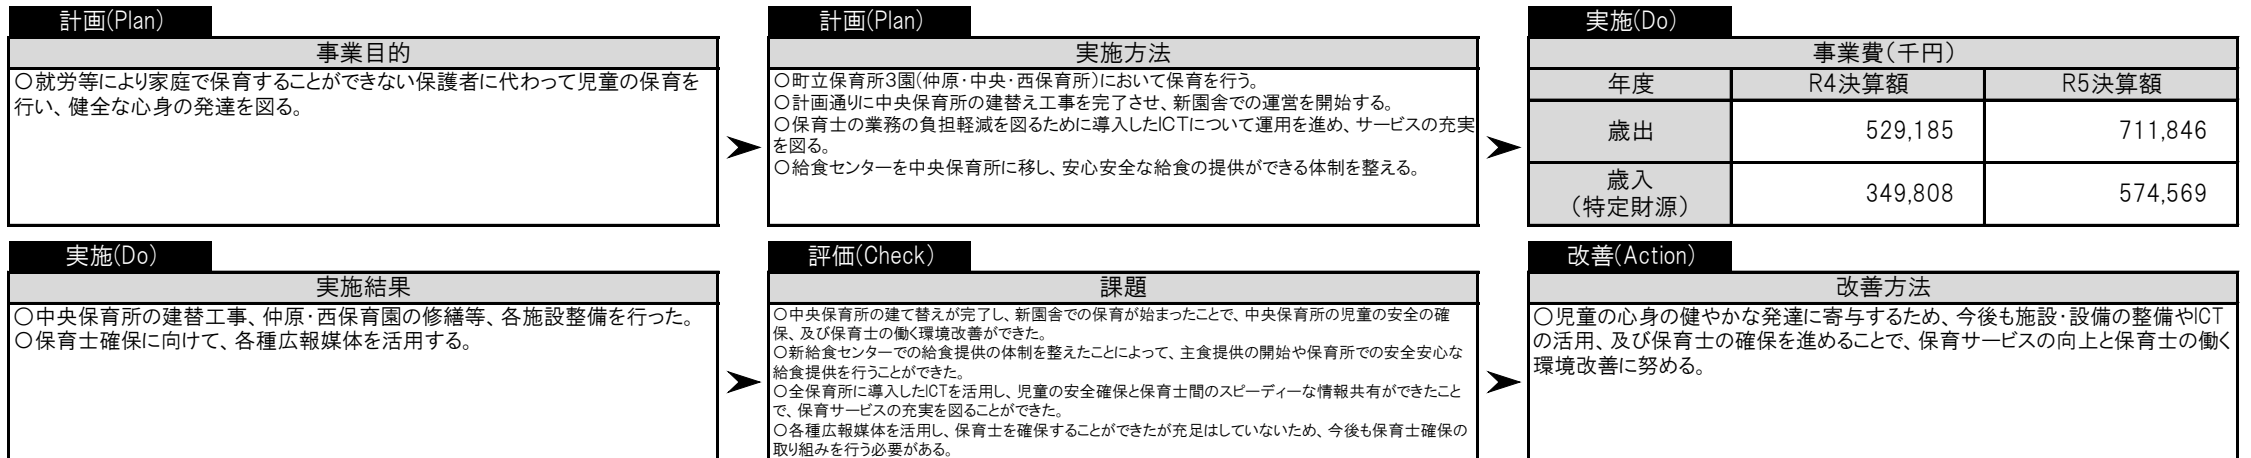 計画(Plan)
事業目的
○就労等により家庭で保育することができない保護者に代わって児童の保育を
行い、健全な心身の発達を図る。
計画(Plan)
実施方法
○町立保育所3園(仲原・中央・西保育所)において保育を行う。
○計画通りに中央保育所の建替え工事を完了させ、新園舎での運営を開始する。
○保育士の業務の負担軽減を図るために導入したICTについて運用を進め、サービスの充実
を図る。
○給食センターを中央保育所に移し、安心安全な給食の提供ができる体制を整える。
実施(Do)
事業費(千円)
年度 R4決算額 R5決算額
歳出 529,185 711,846
歳入
(特定財源) 349,808 574,569
実施(Do)
実施結果
○中央保育所の建替工事、仲原・西保育園の修繕等、各施設整備を行った。
○保育士確保に向けて、各種広報媒体を活用する。
評価(Check)
課題
○中央保育所の建て替えが完了し、新園舎での保育が始まったことで、中央保育所の児童の安全の確
保、及び保育士の働く環境改善ができた。
○新給食センターでの給食提供の体制を整えたことによって、主食提供の開始や保育所での安全安心な
給食提供を行うことができた。
○全保育所に導入したICTを活用し、児童の安全確保と保育士間のスピーディーな情報共有ができたこと
で、保育サービスの充実を図ることができた。
○各種広報媒体を活用し、保育士を確保することができたが充足はしていないため、今後も保育士確保の
取り組みを行う必要がある。
改善(Action)
改善方法
○児童の心身の健やかな発達に寄与するため、今後も施設・設備の整備やICT
の活用、及び保育士の確保を進めることで、保育サービスの向上と保育士の働く
環境改善に努める。